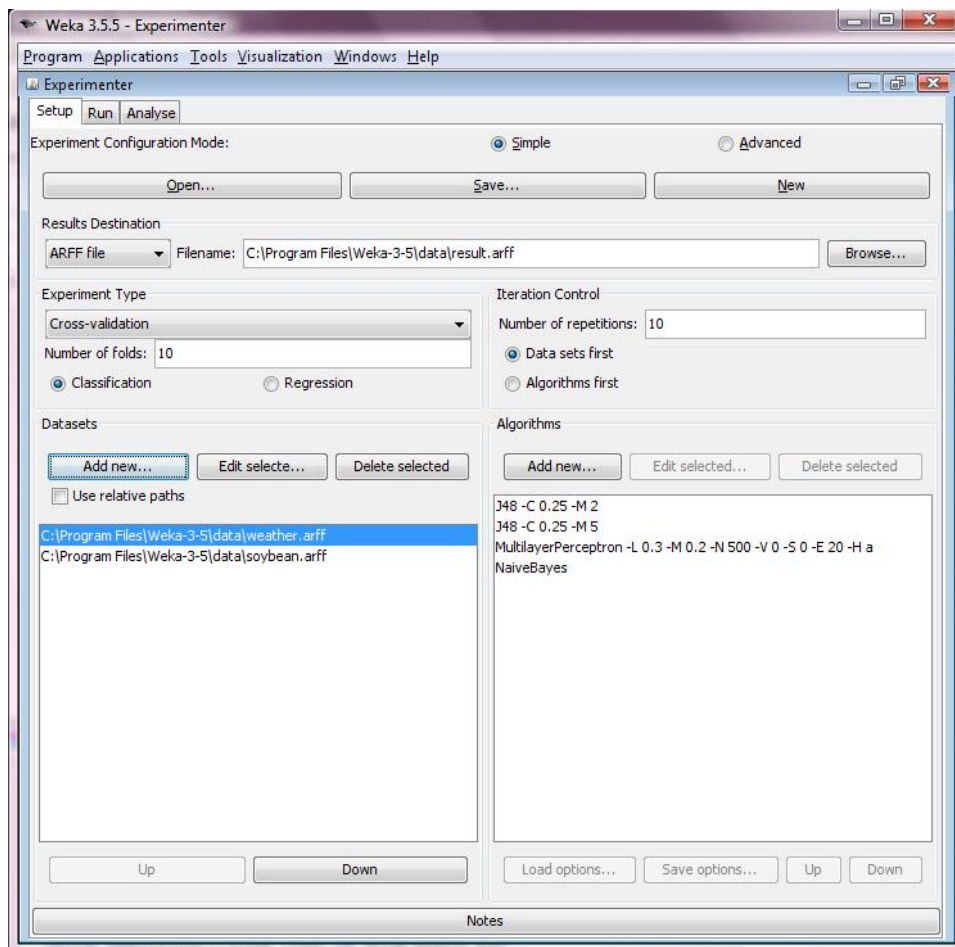 Weka 3.5.5 - Experimenter
Program Applications Tools Visualization Windows Help
Experimenter
Setup Run Analyse
Experiment Configuration Mode: Simple Advanced
Open... Save... New
Results Destination
ARFF file Filename: C:\Program Files\Weka-3-5\data\result.arff Browse...
Experiment Type
Cross-validation
Number of folds: 10
Classification Regression
Iteration Control
Number of repetitions: 10
Data sets first
Algorithms first
Datasets
Add new... Edit selecte... Delete selected
Use relative paths
C:\Program Files\Weka-3-5\data\weather.arff
C:\Program Files\Weka-3-5\data\soybean.arff
Up Down
Algorithms
Add new... Edit selected... Delete selected
J48 -C 0.25 -M 2
J48 -C 0.25 -M 5
MultilayerPerceptron -L 0.3 -M 0.2 -N 500 -V 0 -S 0 -E 20 -H a
NaiveBayes
Load options... Save options... Up Down
Notes